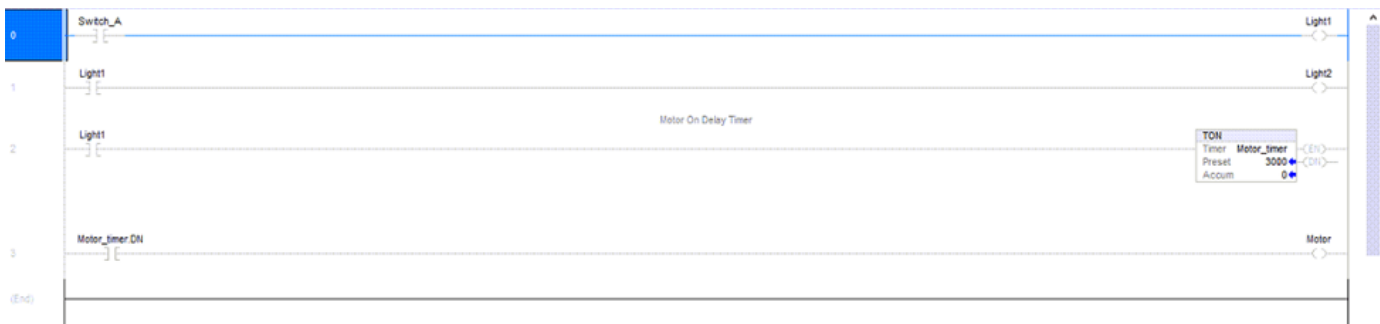 Switch_A Light1
0
Light1 Light2
1
Motor On Delay Timer
Light1
2
TON
Timer Motor_timer (EN)
Preset 3000 (DN)
Accum 0
Motor_timer.DN Motor
3
(End)